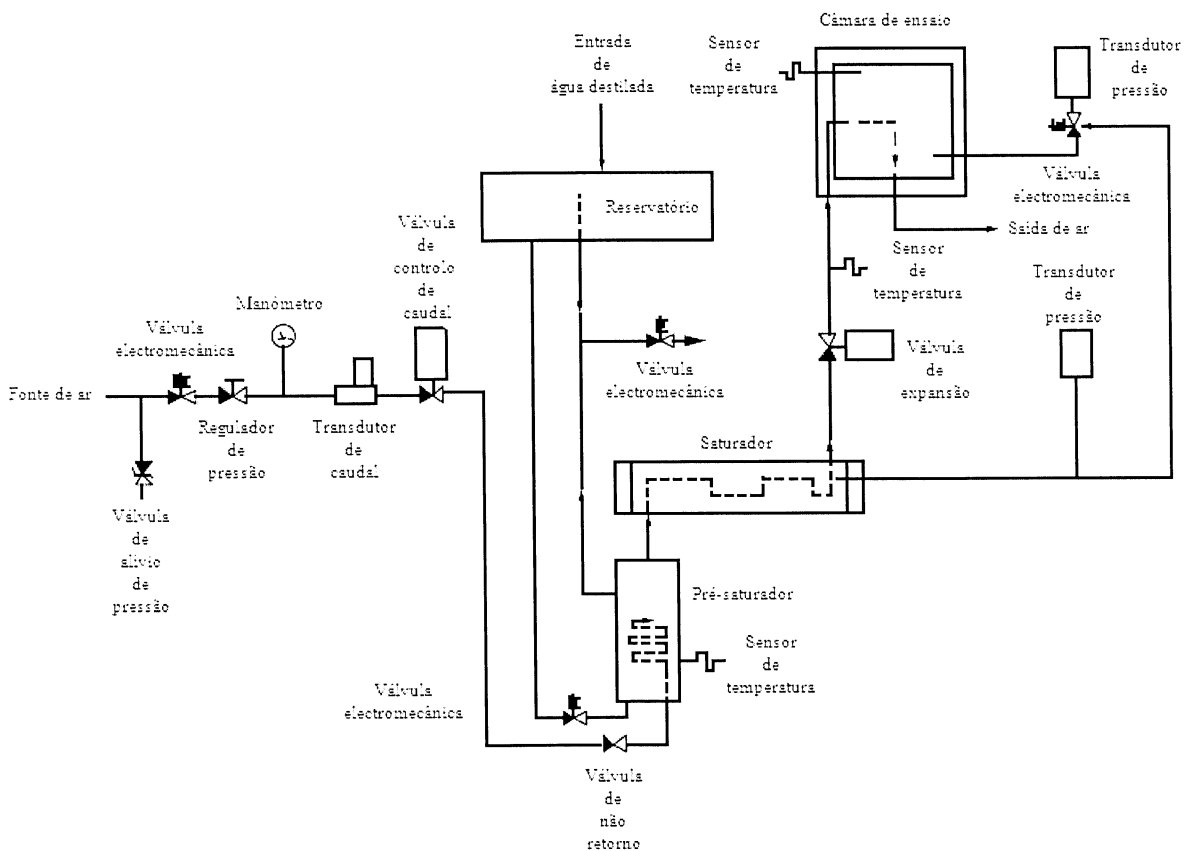 Câmara de ensaio
Sensor
de
temperatura
Transdutor
de
pressão
Entrada
de
água destilada
Reservatório
Válvula
electromecânica
Saída de ar
Válvula
de
controlo
de
caudal
Sensor
de
temperatura
Transdutor
de
pressão
Manómetro
Válvula
electromecânica
Válvula
electromecânica
Válvula
de
expansão
Fonte de ar
Regulador
de
pressão
Transdutor
de
caudal
Saturador
Válvula
de
alívio
de
pressão
Pré-saturador
Sensor
de
temperatura
Válvula
electromecânica
Válvula
de
não
retorno